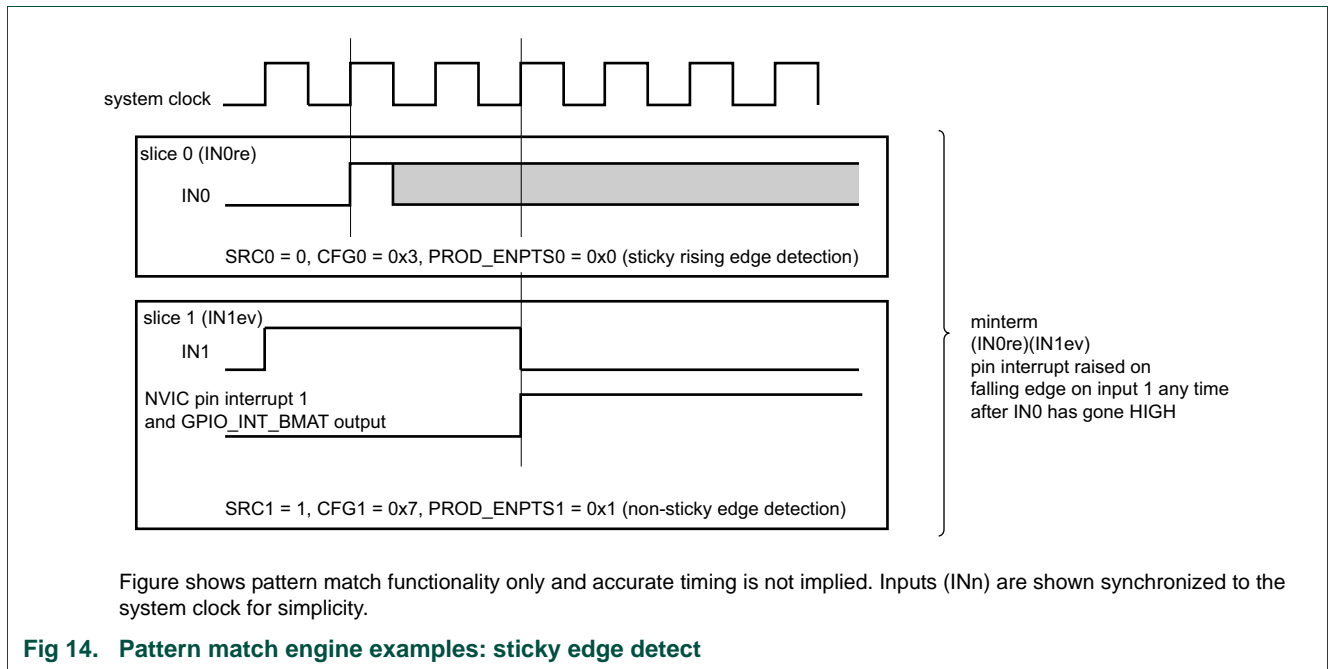 system clock
slice 0 (IN0re)
IN0
SRC0 = 0, CFG0 = 0x3, PROD_ENPTS0 = 0x0 (sticky rising edge detection)
slice 1 (IN1ev)
IN1
NVIC pin interrupt 1
and GPIO_INT_BMAT output
SRC1 = 1, CFG1 = 0x7, PROD_ENPTS1 = 0x1 (non-sticky edge detection)
minterm
(IN0re)(IN1ev)
pin interrupt raised on
falling edge on input 1 any time
after IN0 has gone HIGH
Figure shows pattern match functionality only and accurate timing is not implied. Inputs (INn) are shown synchronized to the
system clock for simplicity.
Fig 14. Pattern match engine examples: sticky edge detect